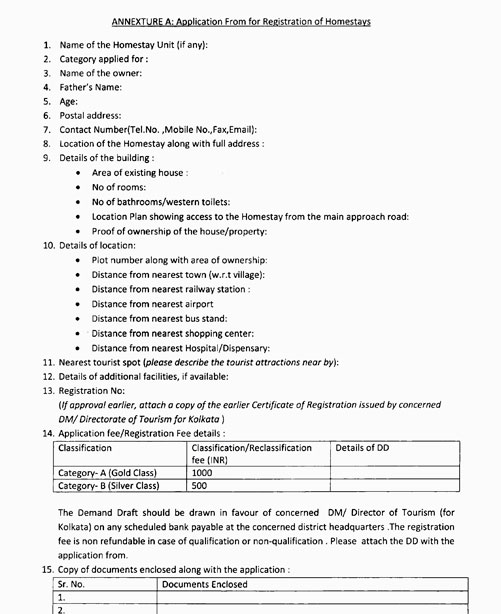 ANNEXTURE A: Application From for Registration of Homestays
1. Name of the Homestay Unit (if any):
2. Category applied for :
3. Name of the owner:
4. Father's Name:
5. Age:
6. Postal address:
7. Contact Number(Tel.No. ,Mobile No.,Fax,Email):
8. Location of the Homestay along with full address :
9. Details of the building :
• Area of existing house :
• No of rooms:
• No of bathrooms/western toilets:
• Location Plan showing access to the Homestay from the main approach road:
• Proof of ownership of the house/property:
10. Details of location:
• Plot number along with area of ownership:
• Distance from nearest town (w.r.t village):
• Distance from nearest railway station :
• Distance from nearest airport
• Distance from nearest bus stand:
• Distance from nearest shopping center:
• Distance from nearest Hospital/Dispensary:
11. Nearest tourist spot (please describe the tourist attractions near by):
12. Details of additional facilities, if available:
13. Registration No:
(If approval earlier, attach a copy of the earlier Certificate of Registration issued by concerned
DM/ Directorate of Tourism for Kolkata )
14. Application fee/Registration Fee details :
Classification Classification/Reclassification fee (INR) Details of DD
Category- A (Gold Class) 1000
Category- B (Silver Class) 500
The Demand Draft should be drawn in favour of concerned DM/ Director of Tourism (for
Kolkata) on any scheduled bank payable at the concerned district headquarters .The registration
fee is non refundable in case of qualification or non-qualification . Please attach the DD with the
application from.
15. Copy of documents enclosed along with the application :
Sr. No. Documents Enclosed
1.
2.